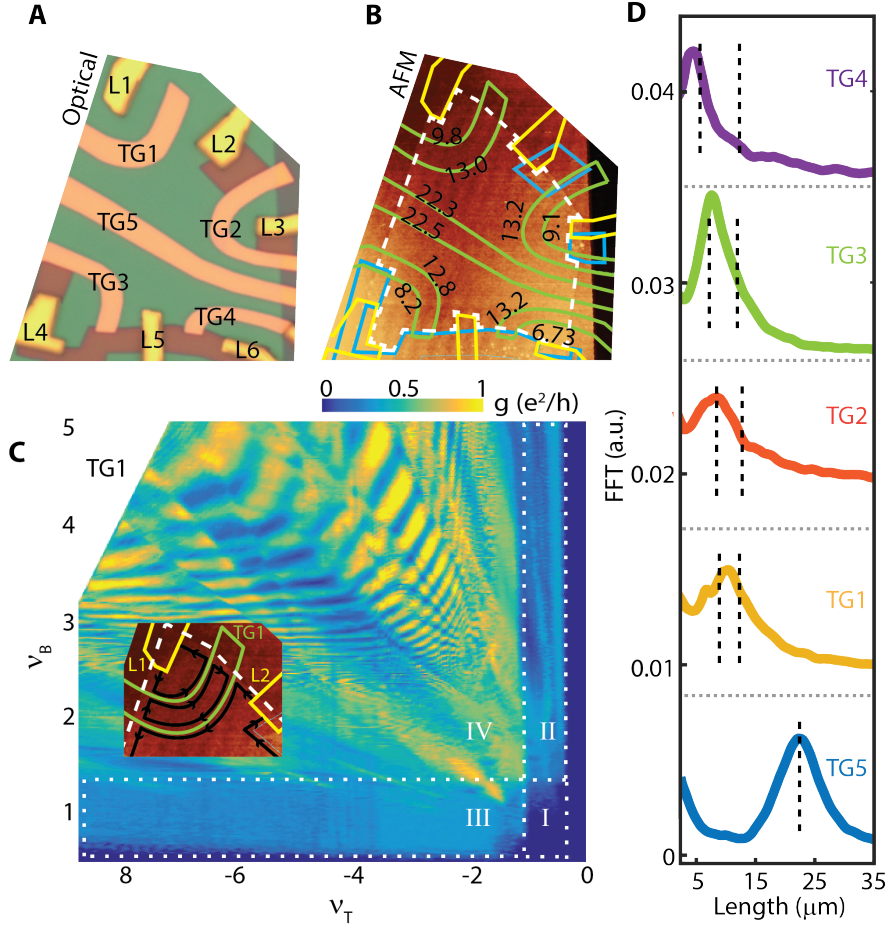 A
Optical
L1
L2
TG1
TG5
TG2
L3
TG3
TG4
L4
L5
L6
B
AFM
9.8
13.0
22.3
22.5
13.2
9.1
12.8
8.2
13.2
6.73
0 0.5 1
g (e²/h)
C
TG1
5
4
3
2
1
νB
TG1
L1
L2
IV
II
III
I
8 -6 -4 -2 0
νT
D
TG4
0.04
TG3
0.03
TG2
0.02
TG1
0.01
TG5
0
FFT (a.u.)
5 15 25 35
Length (μm)